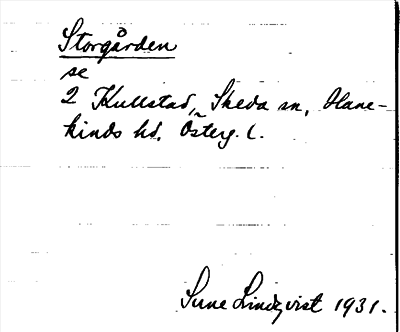 Storgården
se
2 Kullstad, Skeda sn, Hane-
kinds hd. Österg. l.
Sune Lindqvist 1931.